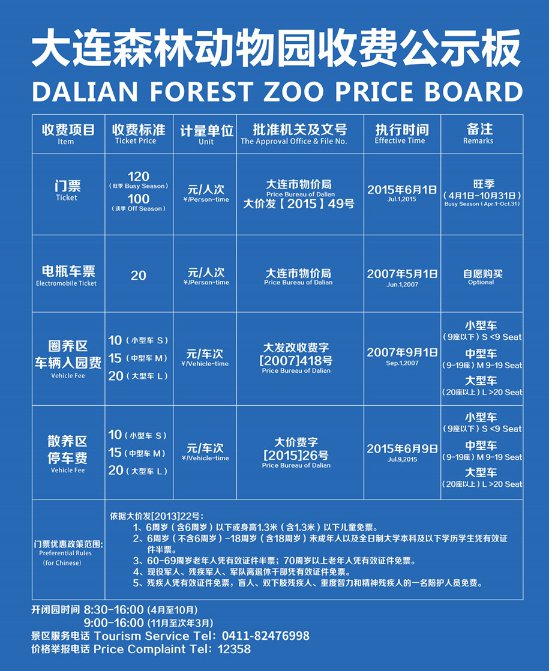 大连森林动物园收费公示板
DALIAN FOREST ZOO PRICE BOARD
收费项目 收费标准 计量单位 批准机关及文号 执行时间 备注
Item Ticket Price Unit The Approval Office & File No. Effective Time Remarks
门票
Ticket
120
(旺季 Busy Season)
100
(淡季 Off Season)
元/人次
¥/Person-time
大连市物价局
Price Bureau of Dalian
大价发【2015】49号
2015年6月1日
Jul.1,2015
旺季
(4月1日-10月31日)
Busy Season (Apr.1-Oct.31)
电瓶车票
Electromobile Ticket
20
元/人次
¥/Person-time
大连市物价局
Price Bureau of Dalian
2007年5月1日
Jun.1,2007
自愿购买
Optional
圈养区
车辆入园费
Vehicle Fee
10 (小型车 S)
15 (中型车 M)
20 (大型车 L)
元/车次
¥/Vehicle-time
大发改收费字
[2007]418号
Price Bureau of Dalian
2007年9月1日
Sep.1,2007
小型车
(9座以下) S <9 Seat
中型车
(9-19座) M 9-19 Seat
大型车
(20座以上) L >20 Seat
散养区
停车费
Vehicle Fee
10 (小型车 S)
15 (中型车 M)
20 (大型车 L)
元/车次
¥/Vehicle-time
大价费字
[2015]26号
Price Bureau of Dalian
2015年6月9日
Jul.9,2015
小型车
(9座以下) S <9 Seat
中型车
(9-19座) M 9-19 Seat
大型车
(20座以上) L >20 Seat
门票优惠政策范围:
Preferential Rules
(for Chinese)
依据大价发[2013]22号:
1、6周岁(含6周岁)以下或身高1.3米(含1.3米)以下儿童免票。
2、6周岁(不含6周岁)-18周岁(含18周岁)未成年人以及全日制大学本科及以下学历学生凭有效证
件半票。
3、60-69周岁老年人凭有效证件半票;70周岁以上老年人凭有效证件免票。
4、现役军人、残疾军人、军队离退休干部凭有效证件免票。
5、残疾人凭有效证件免票,盲人、双下肢残疾人、重度智力和精神残疾人的一名陪护人员免费。
开闭园时间 8:30-16:00 (4月至10月)
9:00-16:00 (11月至次年3月)
景区服务电话 Tourism Service Tel: 0411-82476998
价格举报电话 Price Complaint Tel: 12358